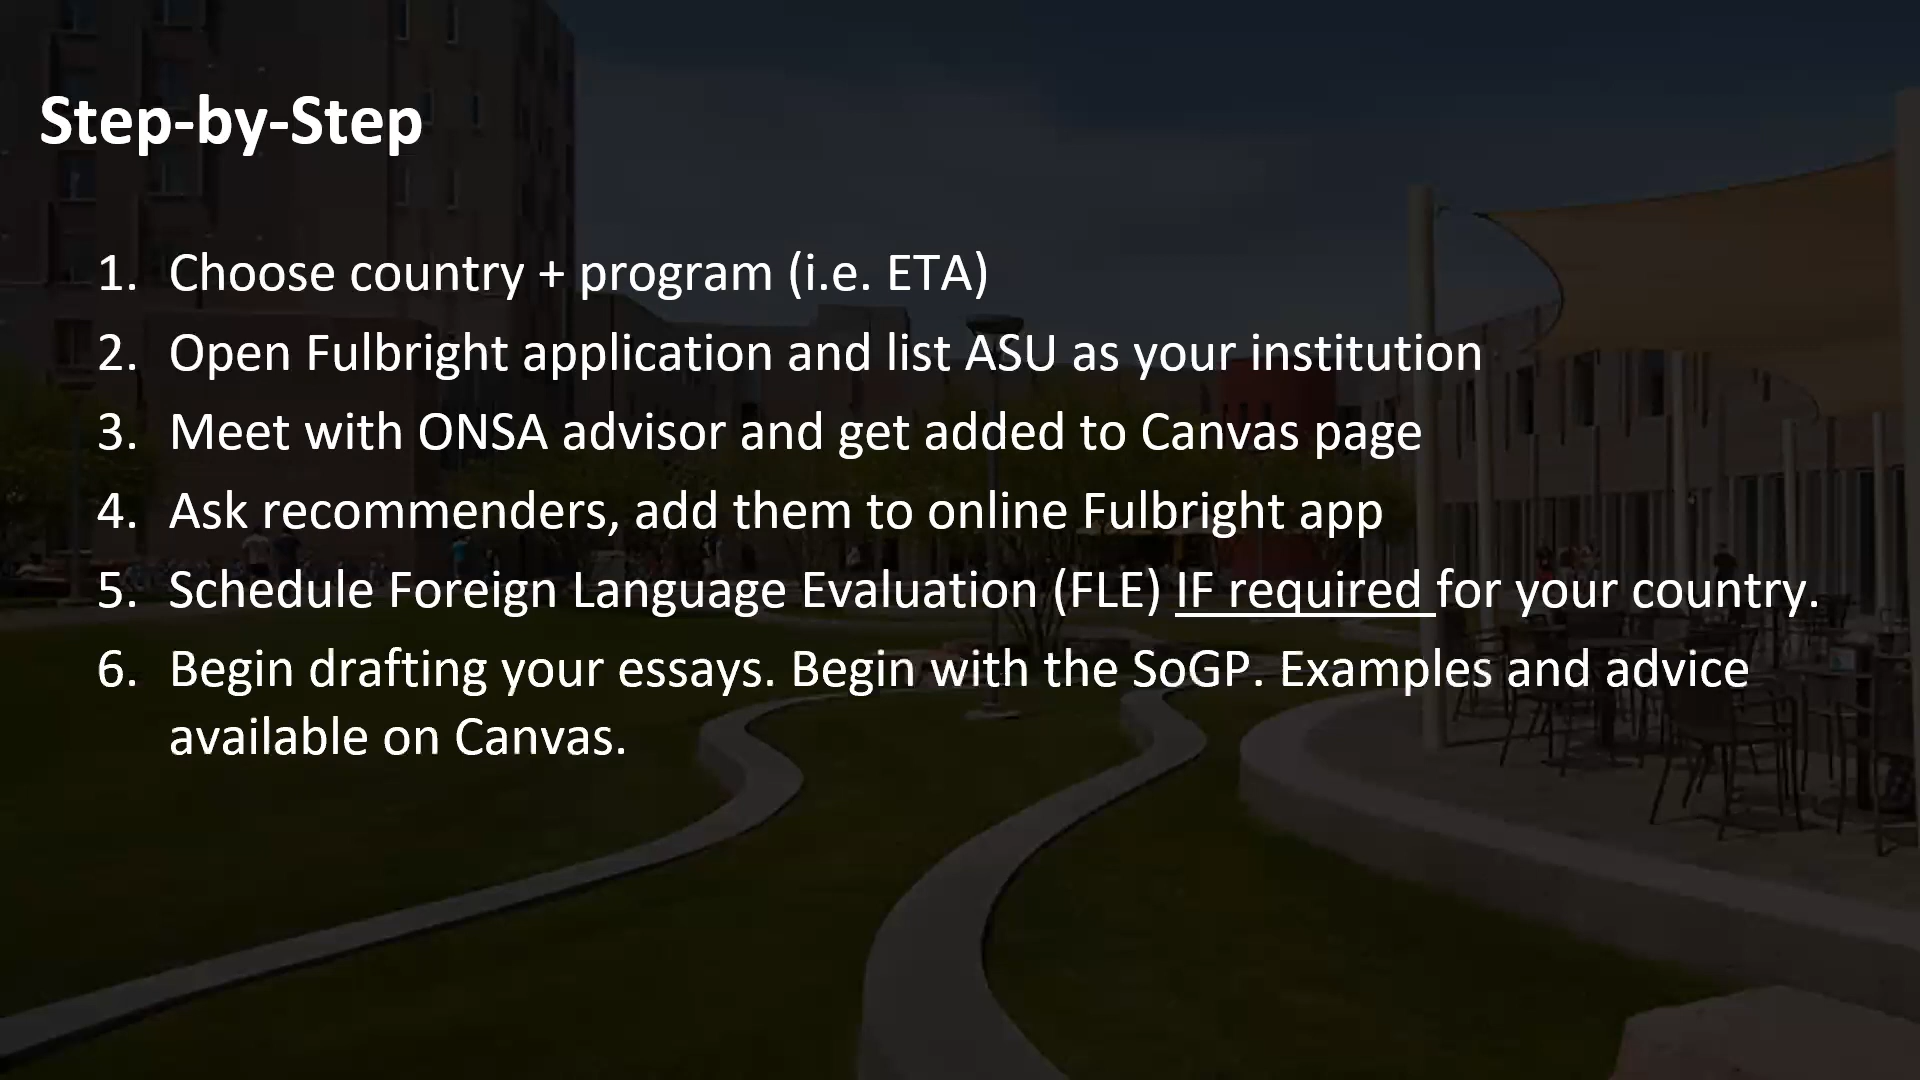 Step-by-Step
1. Choose country + program (i.e. ETA)
2. Open Fulbright application and list ASU as your institution
3. Meet with ONSA advisor and get added to Canvas page
4. Ask recommenders, add them to online Fulbright app
5. Schedule Foreign Language Evaluation (FLE) IF required for your country.
6. Begin drafting your essays. Begin with the SoGP. Examples and advice
available on Canvas.